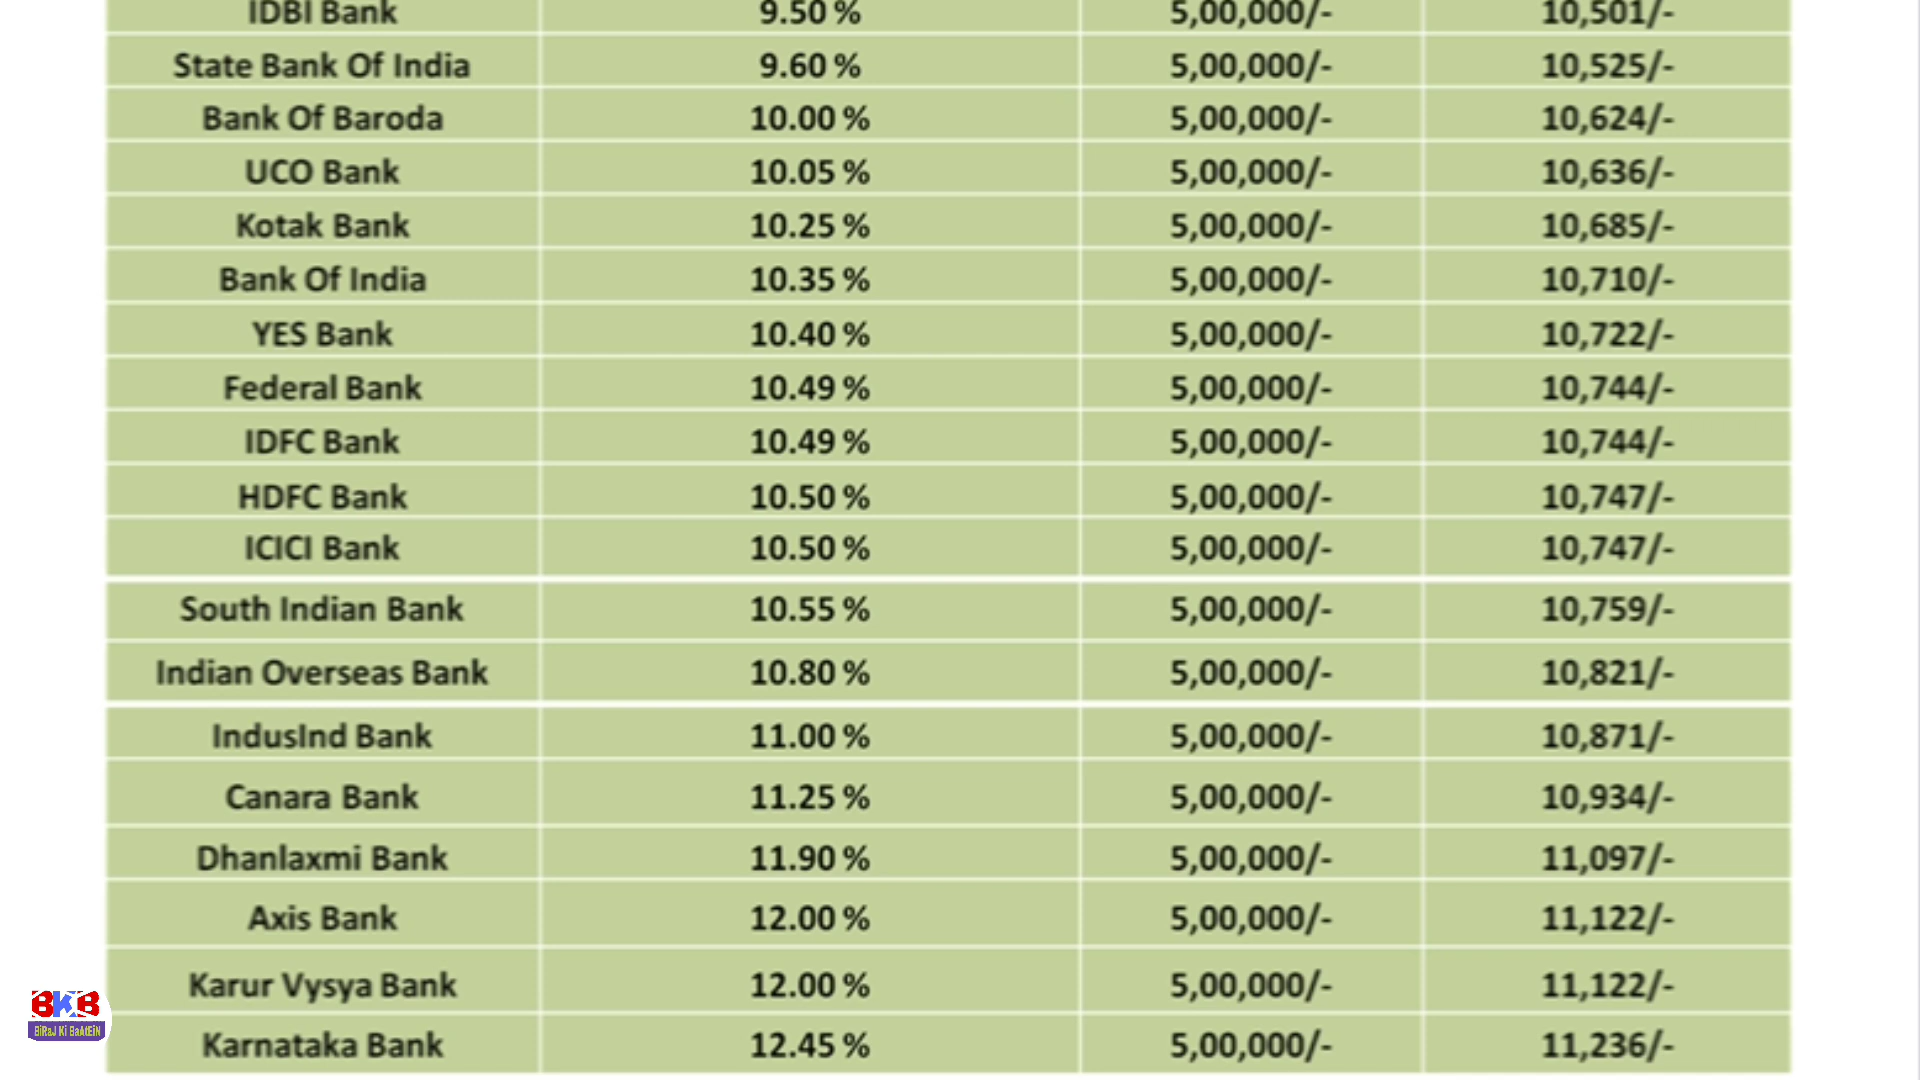 IDBI Bank 9.50 % 5,00,000/- 10,501/-
State Bank Of India 9.60 % 5,00,000/- 10,525/-
Bank Of Baroda 10.00 % 5,00,000/- 10,624/-
UCO Bank 10.05 % 5,00,000/- 10,636/-
Kotak Bank 10.25 % 5,00,000/- 10,685/-
Bank Of India 10.35 % 5,00,000/- 10,710/-
YES Bank 10.40 % 5,00,000/- 10,722/-
Federal Bank 10.49 % 5,00,000/- 10,744/-
IDFC Bank 10.49 % 5,00,000/- 10,744/-
HDFC Bank 10.50 % 5,00,000/- 10,747/-
ICICI Bank 10.50 % 5,00,000/- 10,747/-
South Indian Bank 10.55 % 5,00,000/- 10,759/-
Indian Overseas Bank 10.80 % 5,00,000/- 10,821/-
IndusInd Bank 11.00 % 5,00,000/- 10,871/-
Canara Bank 11.25 % 5,00,000/- 10,934/-
Dhanlaxmi Bank 11.90 % 5,00,000/- 11,097/-
Axis Bank 12.00 % 5,00,000/- 11,122/-
Karur Vysya Bank 12.00 % 5,00,000/- 11,122/-
Karnataka Bank 12.45 % 5,00,000/- 11,236/-
BKB
BiRaJ Ki BaAtEiN